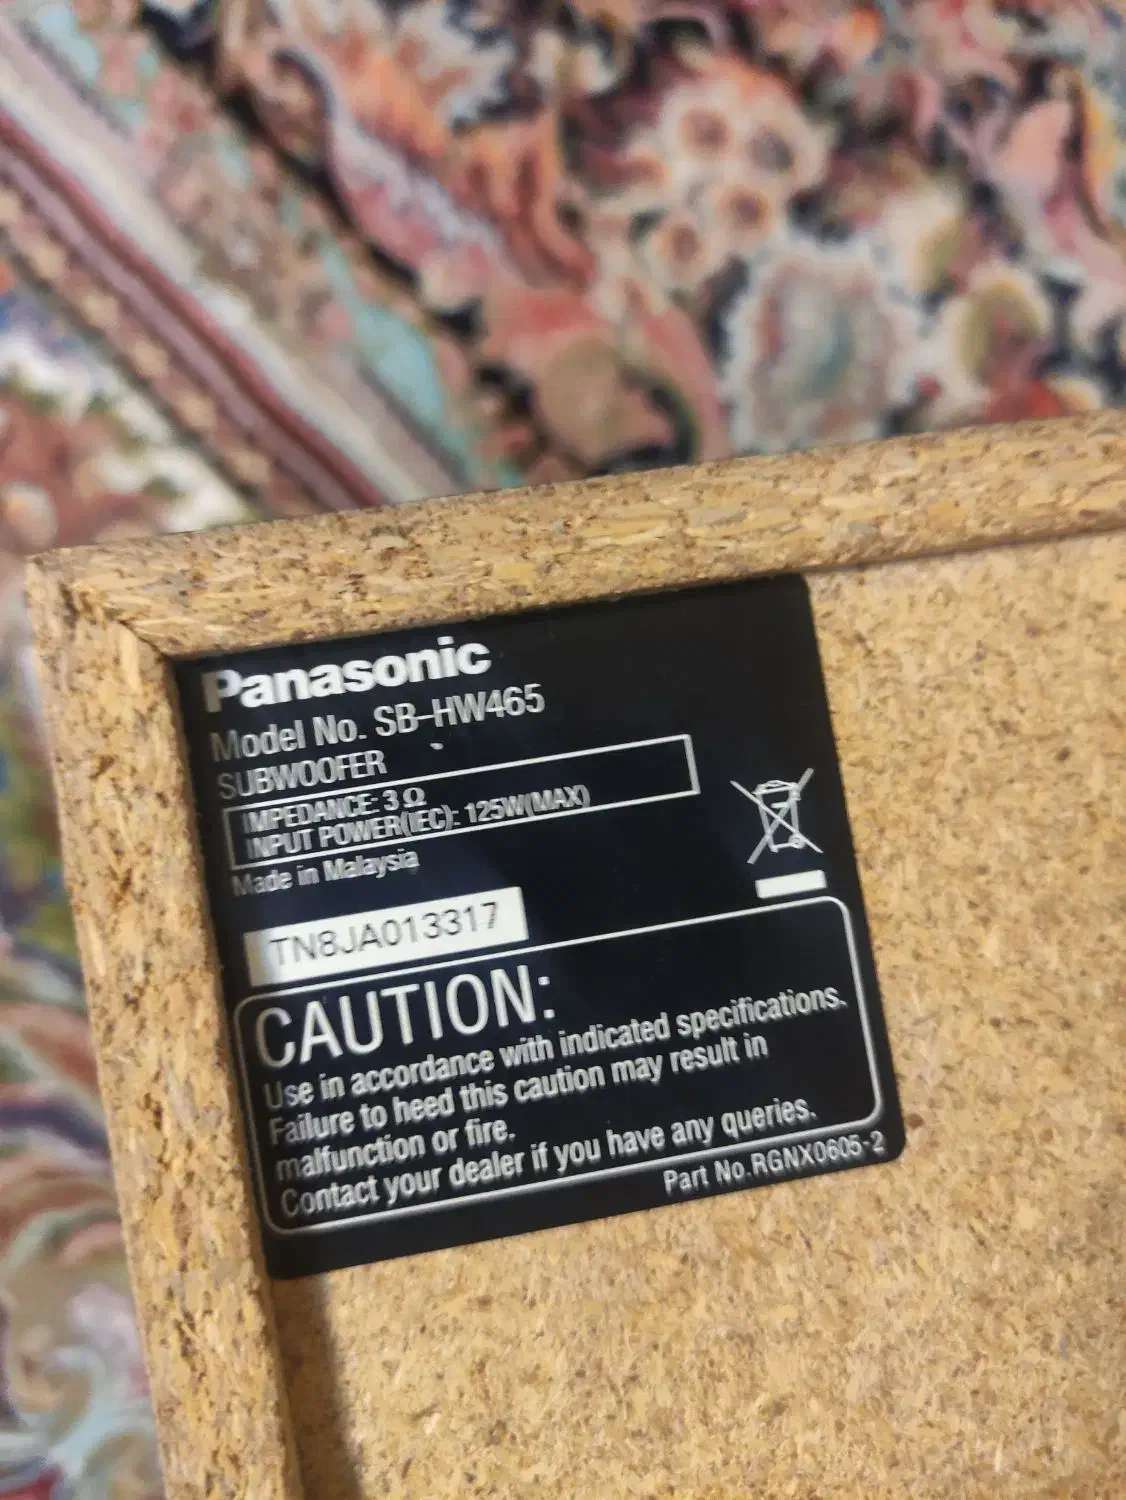 Panasonic
Model No. SB-HW465
SUBWOOFER
IMPEDANCE: 3 Ω
INPUT POWER(IEC): 125W(MAX)
Made in Malaysia
TN8JA013317
CAUTION:
Use in accordance with indicated specifications.
Failure to heed this caution may result in
malfunction or fire.
Contact your dealer if you have any queries.
Part No.RGNX0605-2